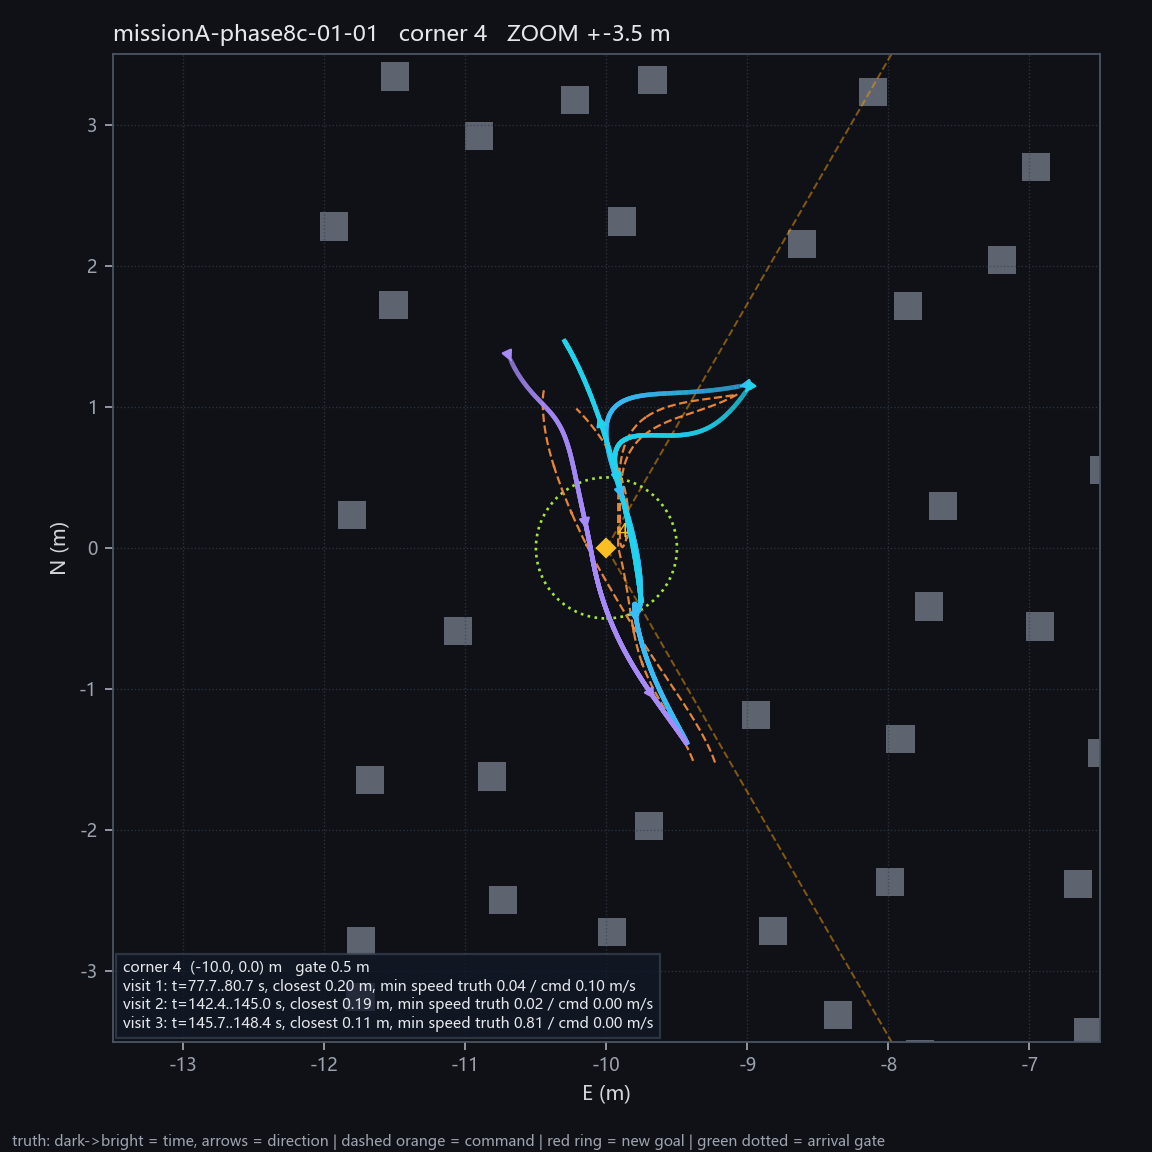 missionA-phase8c-01-01   corner 4   ZOOM +-3.5 m
3
2
1
0
-1
-2
-3
N (m)
4
corner 4  (-10.0, 0.0) m   gate 0.5 m
visit 1: t=77.7..80.7 s, closest 0.20 m, min speed truth 0.04 / cmd 0.10 m/s
visit 2: t=142.4..145.0 s, closest 0.19 m, min speed truth 0.02 / cmd 0.00 m/s
visit 3: t=145.7..148.4 s, closest 0.11 m, min speed truth 0.81 / cmd 0.00 m/s
-13 -12 -11 -10 -9 -8 -7
E (m)
truth: dark->bright = time, arrows = direction | dashed orange = command | red ring = new goal | green dotted = arrival gate